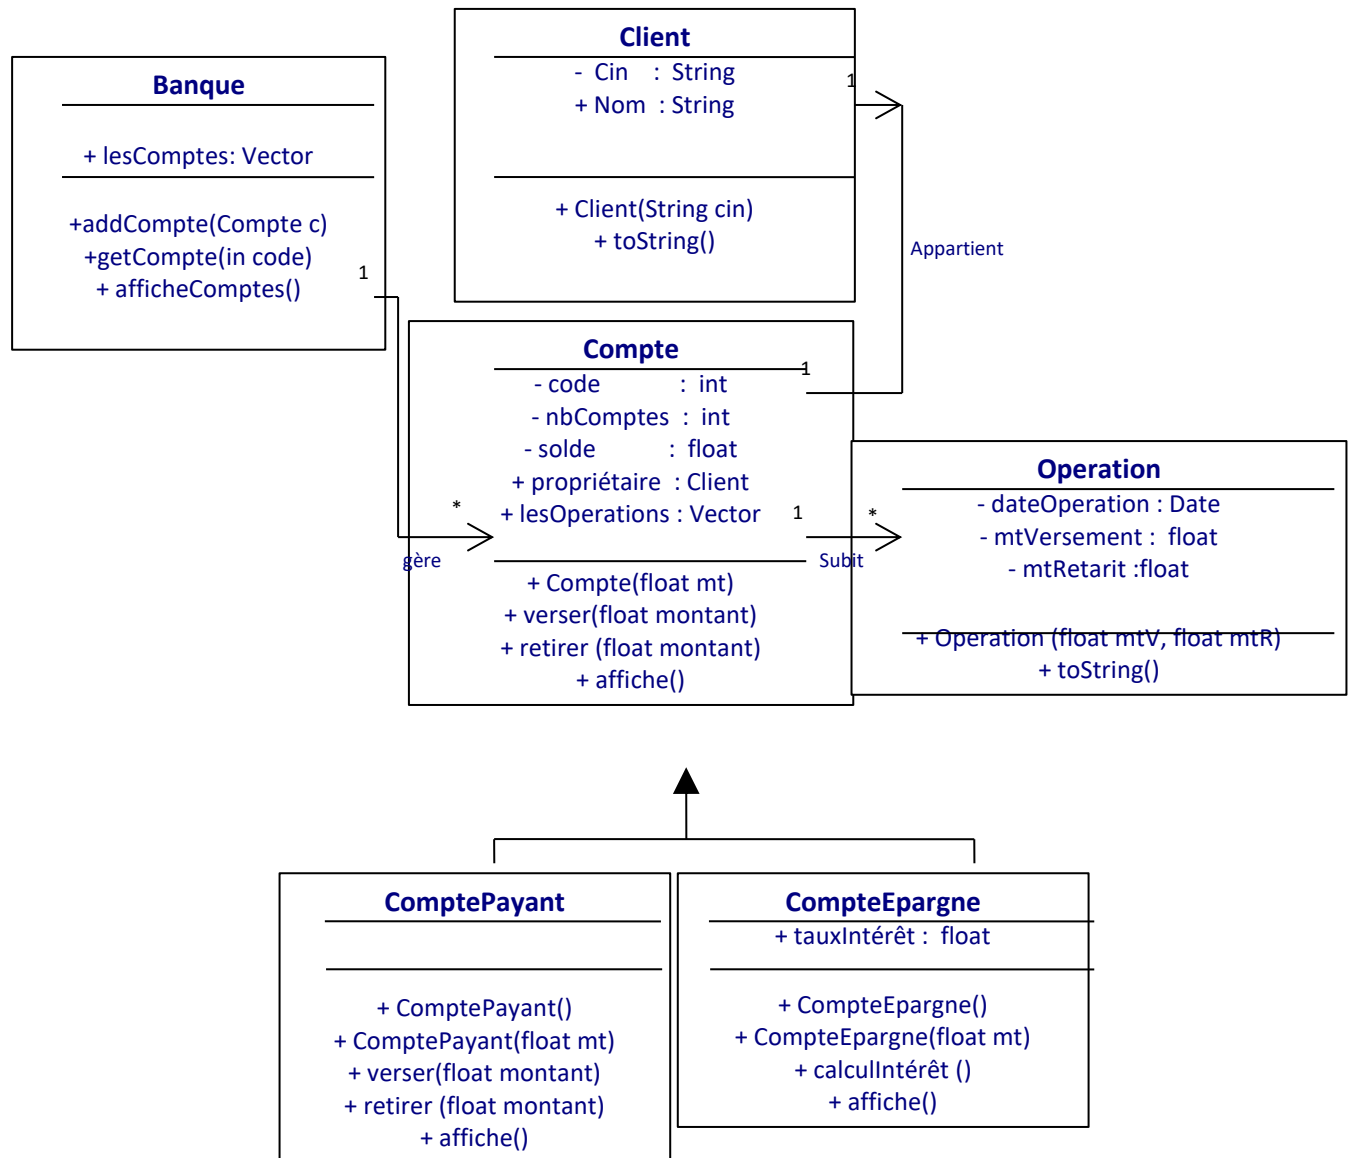 Client
- Cin : String
+ Nom : String
1
+ Client(String cin)
+ toString()
Banque
+ lesComptes: Vector
+addCompte(Compte c)
+getCompte(in code)
+ afficheComptes()
1
Appartient
Compte
1
- code : int
- nbComptes : int
- solde : float
+ propriétaire : Client
+ lesOperations : Vector
*
gère
1
*
Subit
+ Compte(float mt)
+ verser(float montant)
+ retirer (float montant)
+ affiche()
Operation
- dateOperation : Date
- mtVersement : float
- mtRetarit :float
+ Operation (float mtV, float mtR)
+ toString()
ComptePayant
+ ComptePayant()
+ ComptePayant(float mt)
+ verser(float montant)
+ retirer (float montant)
+ affiche()
CompteEpargne
+ tauxIntérêt : float
+ CompteEpargne()
+ CompteEpargne(float mt)
+ calculIntérêt ()
+ affiche()